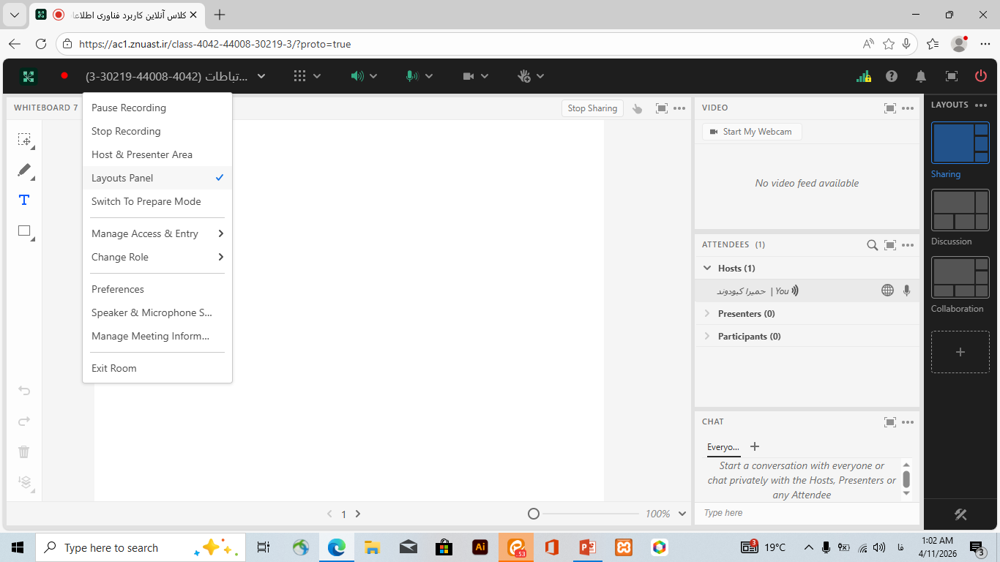 کلاس آنلاین کاربرد فناوری اطلاعا
https://ac1.znuast.ir/class-4042-44008-30219-3/?proto=true
...تباطات (4042-44008-30219-3)
Pause Recording
Stop Recording
Host & Presenter Area
Layouts Panel
Switch To Prepare Mode
Manage Access & Entry
Change Role
Preferences
Speaker & Microphone S...
Manage Meeting Inform...
Exit Room
WHITEBOARD 7
Stop Sharing
1
100%
VIDEO
Start My Webcam
No video feed available
ATTENDEES (1)
Hosts (1)
حمیرا کبودوند | You
Presenters (0)
Participants (0)
CHAT
Everyo...
Start a conversation with everyone or
chat privately with the Hosts, Presenters or
any Attendee
Type here
LAYOUTS
Sharing
Discussion
Collaboration
Type here to search
Ai
.53
3
19°C
فا
1:02 AM
4/11/2026
3